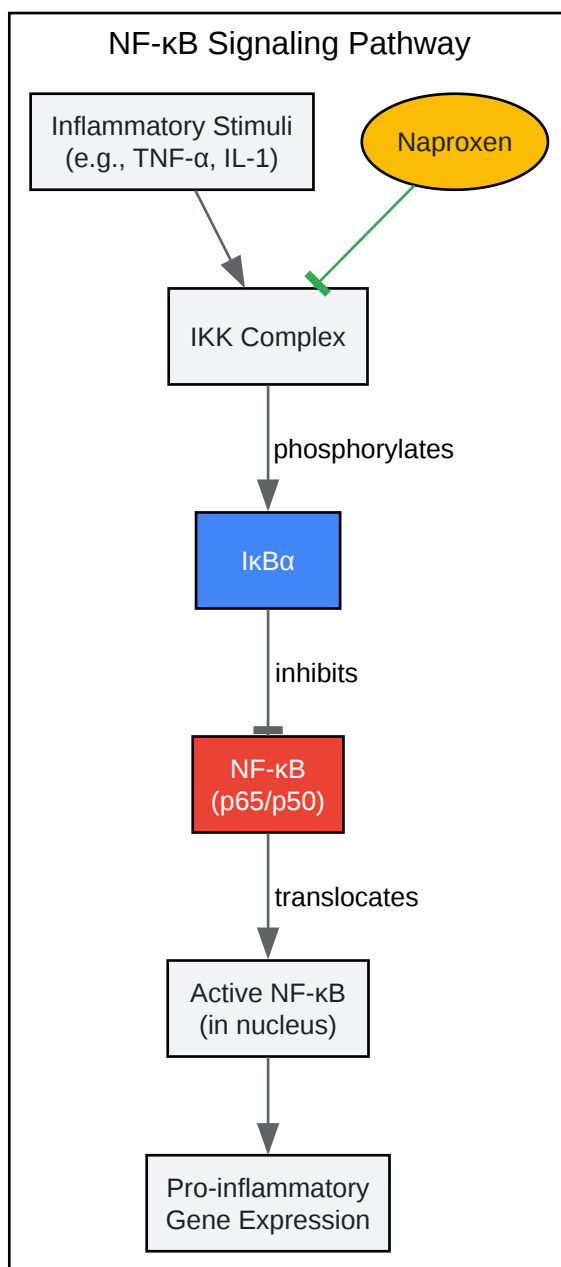 NF-κB Signaling Pathway
Inflammatory Stimuli
(e.g., TNF-α, IL-1)
Naproxen
IKK Complex
phosphorylates
IκBα
inhibits
NF-κB
(p65/p50)
translocates
Active NF-κB
(in nucleus)
Pro-inflammatory
Gene Expression